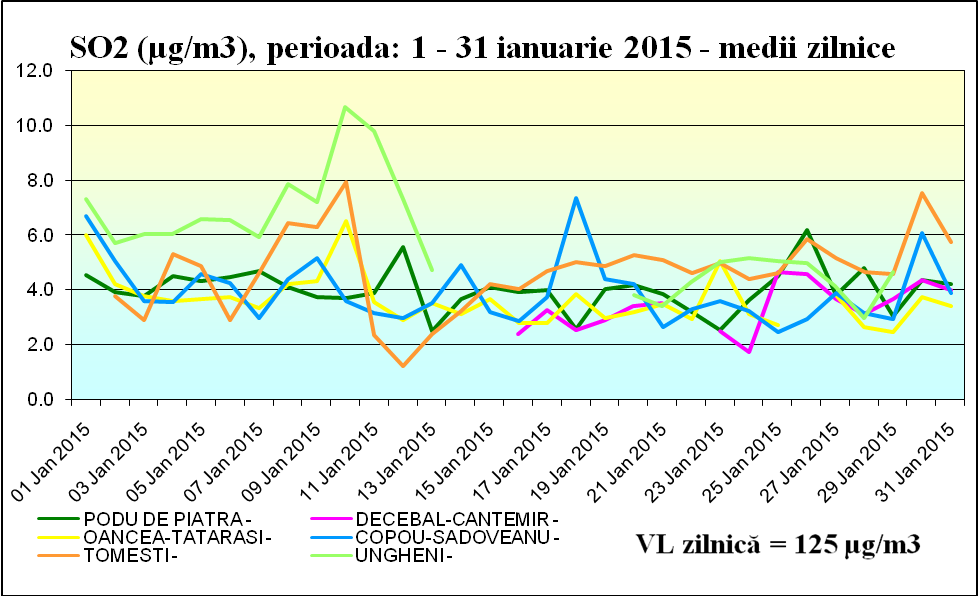 SO2 (µg/m3), perioada: 1 - 31 ianuarie 2015 - medii zilnice
12.0
10.0
8.0
6.0
4.0
2.0
0.0
01 Jan 2015
03 Jan 2015
05 Jan 2015
07 Jan 2015
09 Jan 2015
11 Jan 2015
13 Jan 2015
15 Jan 2015
17 Jan 2015
19 Jan 2015
21 Jan 2015
23 Jan 2015
25 Jan 2015
27 Jan 2015
29 Jan 2015
31 Jan 2015
PODU DE PIATRA-
DECEBAL-CANTEMIR-
OANCEA-TATARASI-
COPOU-SADOVEANU-
TOMESTI-
UNGHENI-
VL zilnică = 125 µg/m3